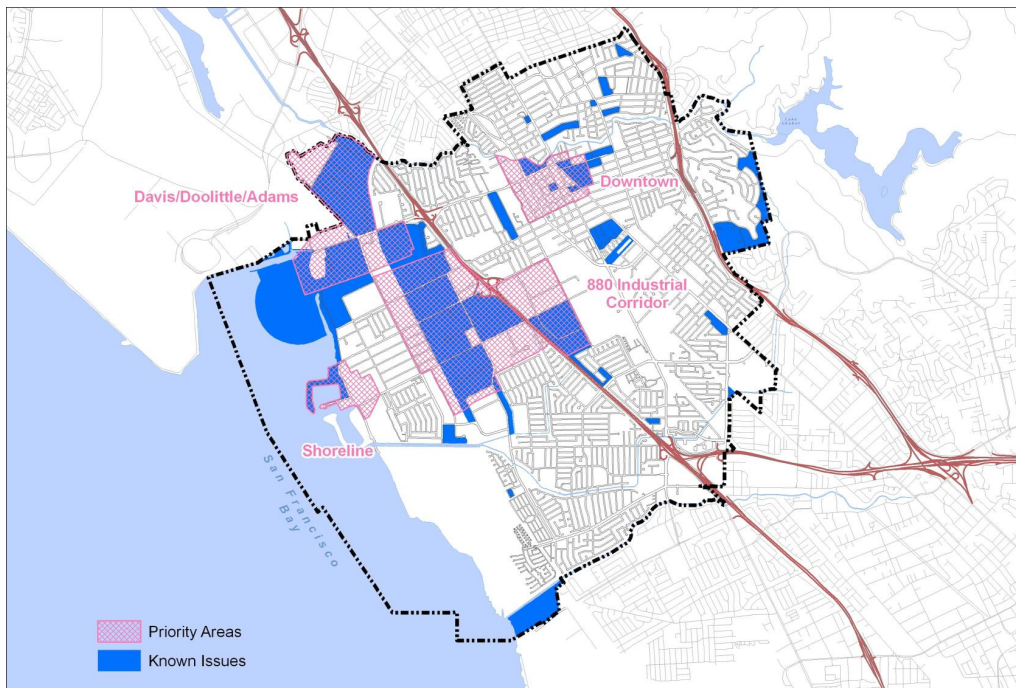 Davis/Doolittle/Adams
Downtown
880 Industrial
Corridor
Shoreline
San Francisco
Bay
Priority Areas
Known Issues